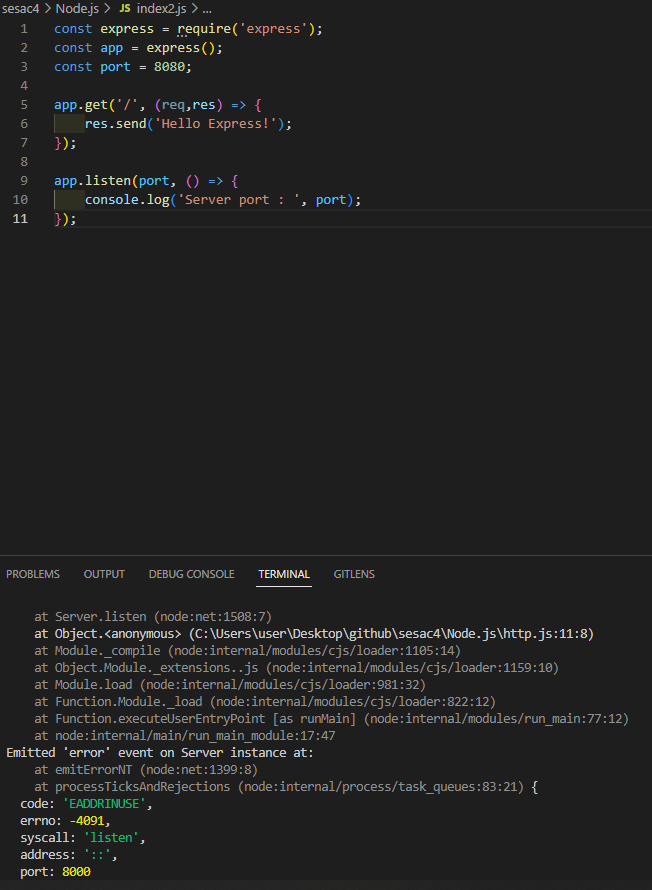 sesac4 > Node.js > JS index2.js > ...
1 const express = require('express');
2 const app = express();
3 const port = 8080;
4
5 app.get('/', (req,res) => {
6     res.send('Hello Express!');
7 });
8
9 app.listen(port, () => {
10     console.log('Server port : ', port);
11 });
PROBLEMS OUTPUT DEBUG CONSOLE TERMINAL GITLENS
    at Server.listen (node:net:1508:7)
    at Object.<anonymous> (C:\Users\user\Desktop\github\sesac4\Node.js\http.js:11:8)
    at Module._compile (node:internal/modules/cjs/loader:1105:14)
    at Object.Module._extensions..js (node:internal/modules/cjs/loader:1159:10)
    at Module.load (node:internal/modules/cjs/loader:981:32)
    at Function.Module._load (node:internal/modules/cjs/loader:822:12)
    at Function.executeUserEntryPoint [as runMain] (node:internal/modules/run_main:77:12)
    at node:internal/main/run_main_module:17:47
Emitted 'error' event on Server instance at:
    at emitErrorNT (node:net:1399:8)
    at processTicksAndRejections (node:internal/process/task_queues:83:21) {
  code: 'EADDRINUSE',
  errno: -4091,
  syscall: 'listen',
  address: '::',
  port: 8000